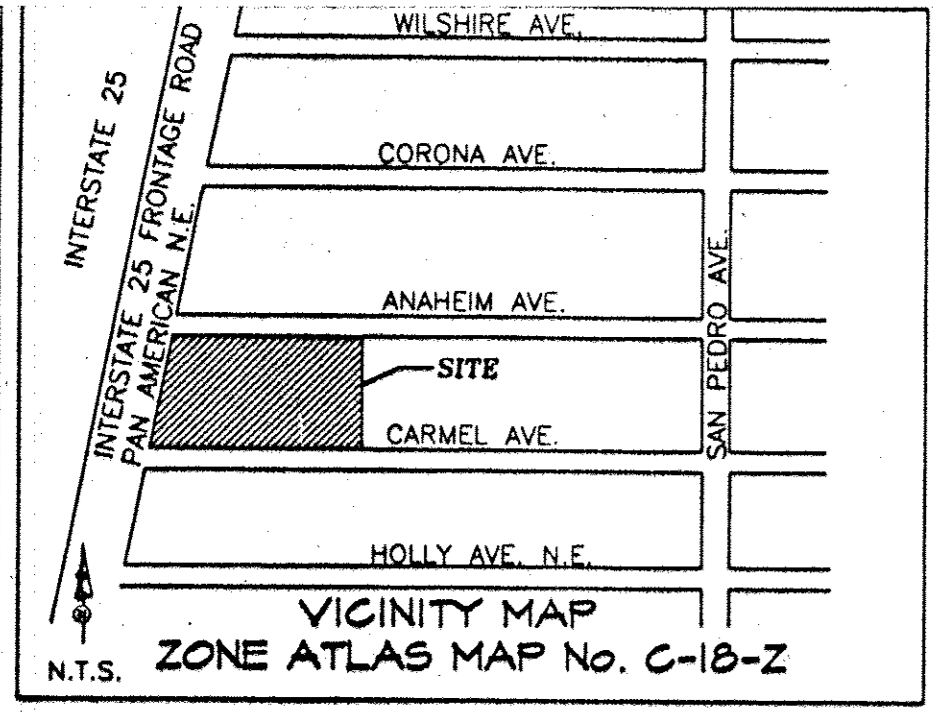 WILSHIRE AVE.
INTERSTATE 25
INTERSTATE 25 FRONTAGE ROAD
PAN AMERICAN N.E.
CORONA AVE.
ANAHEIM AVE.
SAN PEDRO AVE.
SITE
CARMEL AVE.
HOLLY AVE. N.E.
VICINITY MAP
N.T.S.
ZONE ATLAS MAP No. C-18-Z